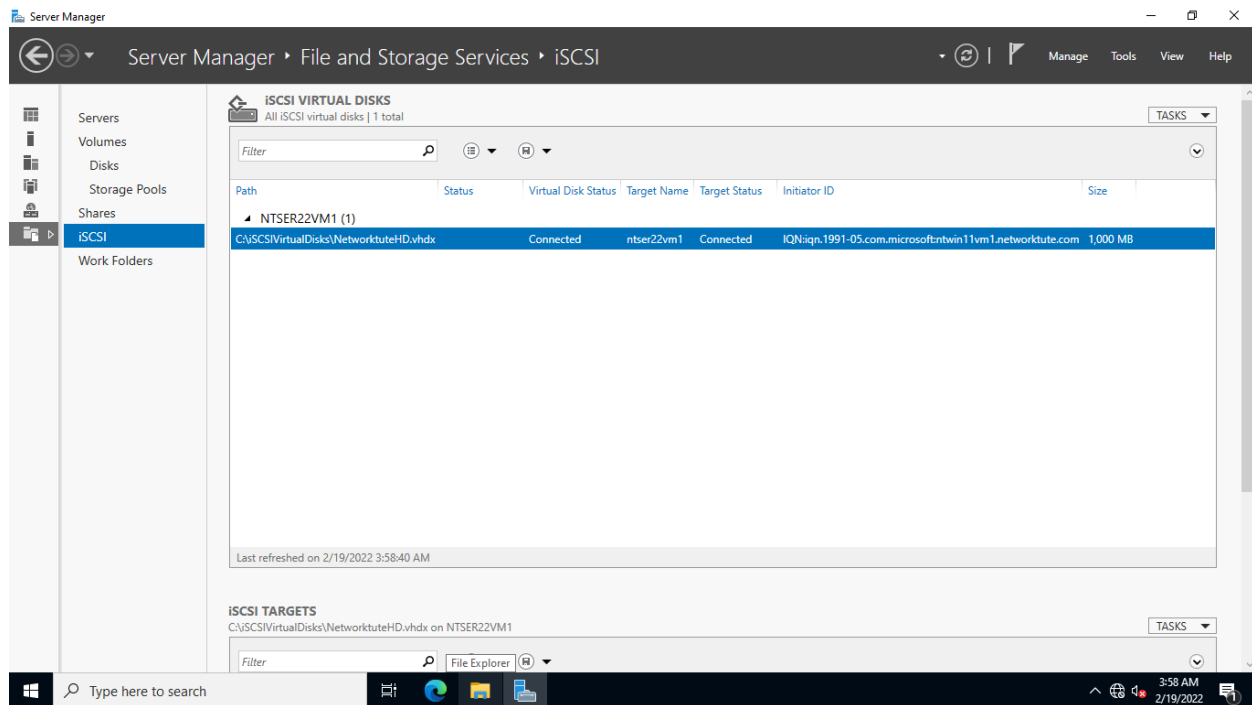 Server Manager
Server Manager ‣ File and Storage Services ‣ iSCSI
Manage Tools View Help
Servers
Volumes
Disks
Storage Pools
Shares
iSCSI
Work Folders
iSCSI VIRTUAL DISKS
All iSCSI virtual disks | 1 total
TASKS
Filter
Path Status Virtual Disk Status Target Name Target Status Initiator ID Size
NTSER22VM1 (1)
C:\iSCSIVirtualDisks\NetworktuteHD.vhdx Connected ntser22vm1 Connected IQN:iqn.1991-05.com.microsoft:ntwin11vm1.networktute.com 1,000 MB
Last refreshed on 2/19/2022 3:58:40 AM
iSCSI TARGETS
C:\iSCSIVirtualDisks\NetworktuteHD.vhdx on NTSER22VM1
TASKS
Filter
File Explorer
Type here to search
3:58 AM
2/19/2022
1